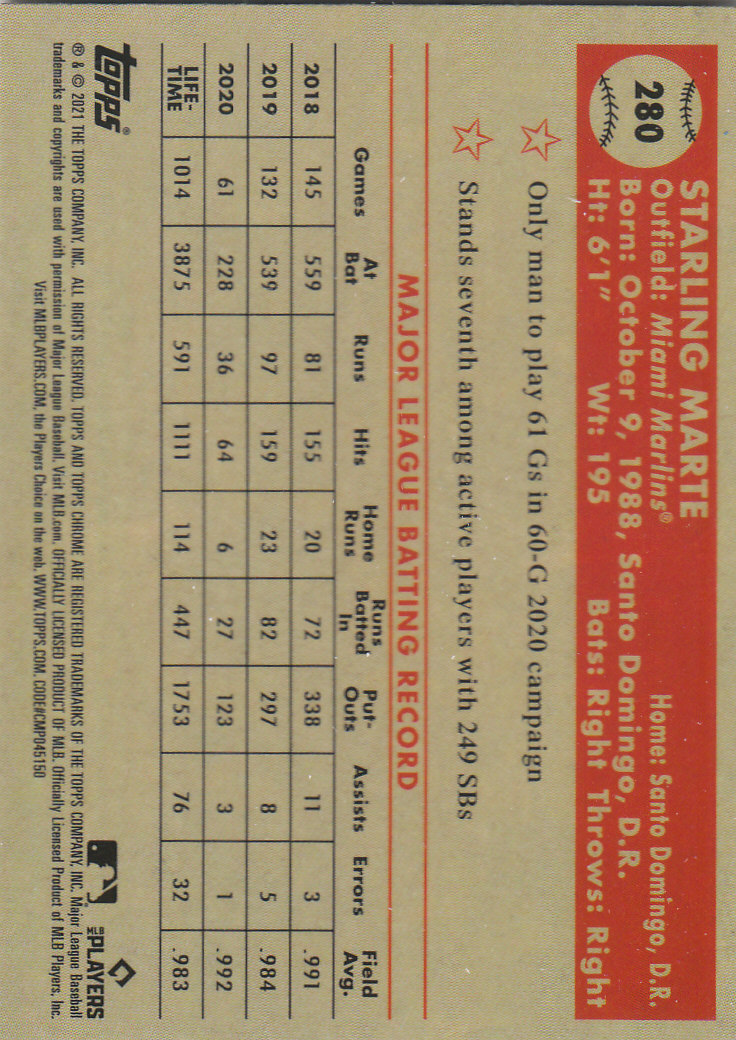 280
STARLING MARTE
Outfield: Miami Marlins® Home: Santo Domingo, D.R.
Born: October 9, 1988, Santo Domingo, D.R.
Ht: 6'1" Wt: 195 Bats: Right Throws: Right
Only man to play 61 Gs in 60-G 2020 campaign
Stands seventh among active players with 249 SBs
MAJOR LEAGUE BATTING RECORD
Games At Bat Runs Hits Home Runs Runs Batted In Put-Outs Assists Errors Field Avg.
2018 145 559 81 155 20 72 338 11 3 .991
2019 132 539 97 159 23 82 297 8 5 .984
2020 61 228 36 64 6 27 123 3 1 .992
LIFE-TIME 1014 3875 591 1111 114 447 1753 76 32 .983
topps®
MLB PLAYERS
® & © 2021 THE TOPPS COMPANY, INC. ALL RIGHTS RESERVED. TOPPS AND TOPPS CHROME ARE REGISTERED TRADEMARKS OF THE TOPPS COMPANY, INC. Major League Baseball
trademarks and copyrights are used with permission of Major League Baseball. Visit MLB.com. OFFICIALLY LICENSED PRODUCT OF MLB. Officially Licensed Product of MLB Players, Inc.
Visit MLBPLAYERS.COM, the Players Choice on the web. WWW.TOPPS.COM. CODE#CMP045150